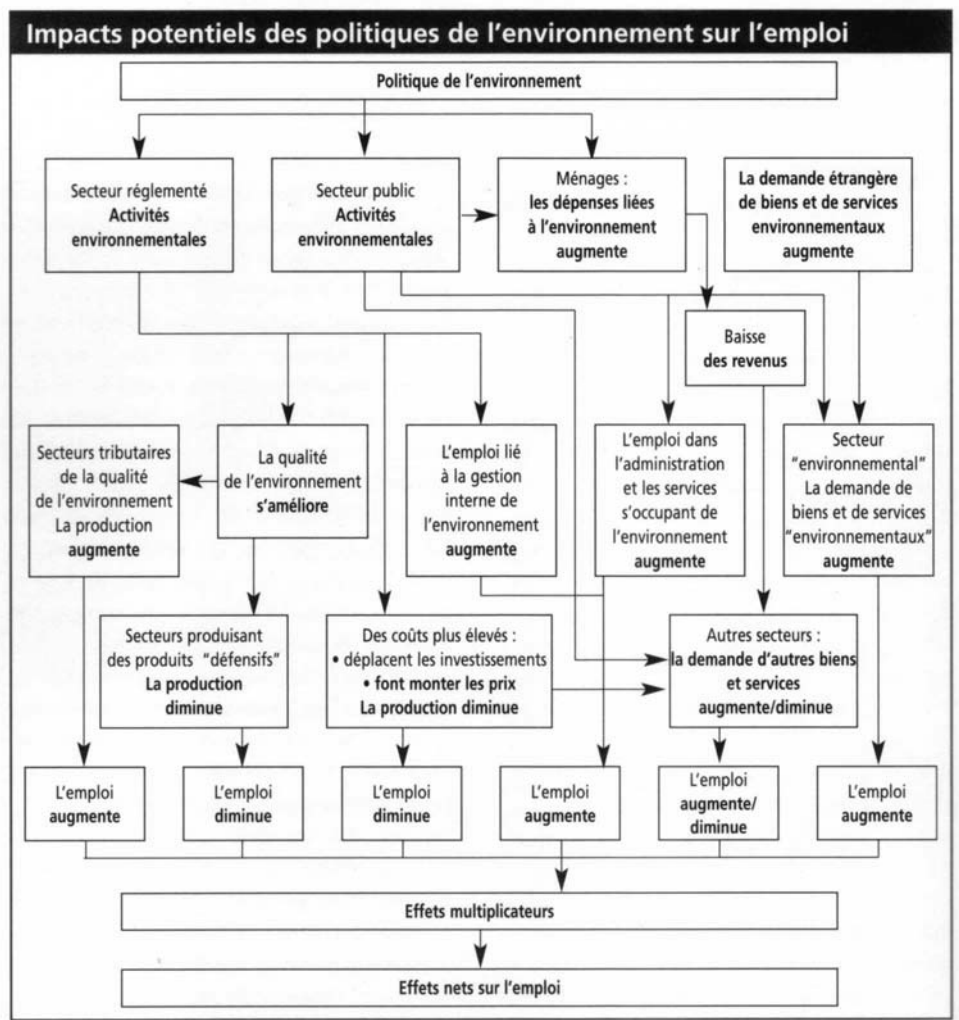 Impacts potentiels des politiques de l'environnement sur l'emploi
Politique de l'environnement
Secteur réglementé
Activités
environnementales
Secteur public
Activités
environnementales
Ménages :
les dépenses liées
à l'environnement
augmente
La demande étrangère
de biens et de services
environnementaux
augmente
Baisse
des revenus
Secteurs tributaires
de la qualité
de l'environnement
La production
augmente
La qualité
de l'environnement
s'améliore
L'emploi lié
à la gestion
interne de
l'environnement
augmente
L'emploi dans
l'administration
et les services
s'occupant de
l'environnement
augmente
Secteur
"environnemental"
La demande de
biens et de services
"environnementaux"
augmente
Secteurs produisant
des produits "défensifs"
La production
diminue
Des coûts plus élevés :
• déplacent les investissements
• font monter les prix
La production diminue
Autres secteurs :
la demande d'autres biens
et services
augmente/diminue
L'emploi
augmente
L'emploi
diminue
L'emploi
diminue
L'emploi
augmente
L'emploi
augmente/
diminue
L'emploi
augmente
Effets multiplicateurs
Effets nets sur l'emploi